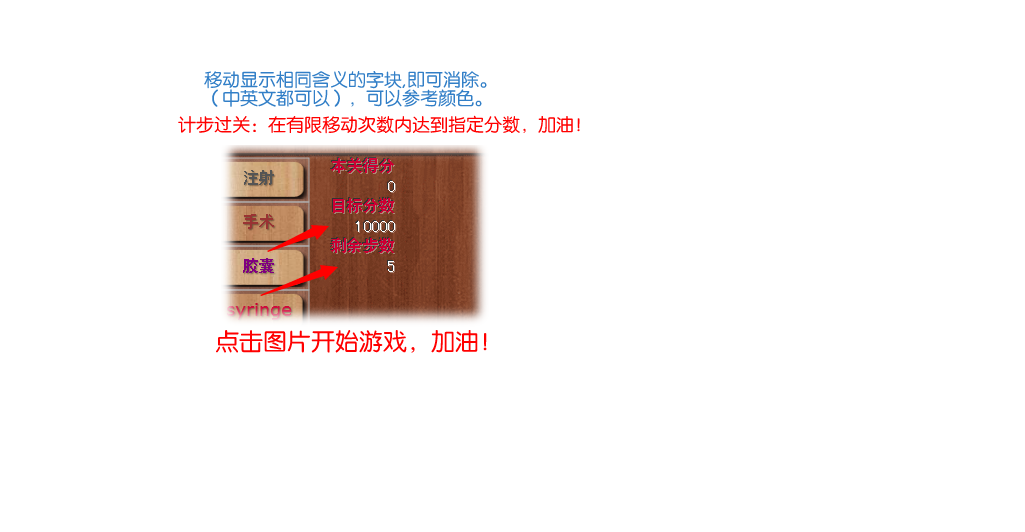 移动显示相同含义的字块,即可消除。
（中英文都可以），可以参考颜色。
计步过关：在有限移动次数内达到指定分数，加油！
注射
本关得分
0
手术
目标分数
10000
胶囊
剩余步数
5
syringe
点击图片开始游戏，加油！